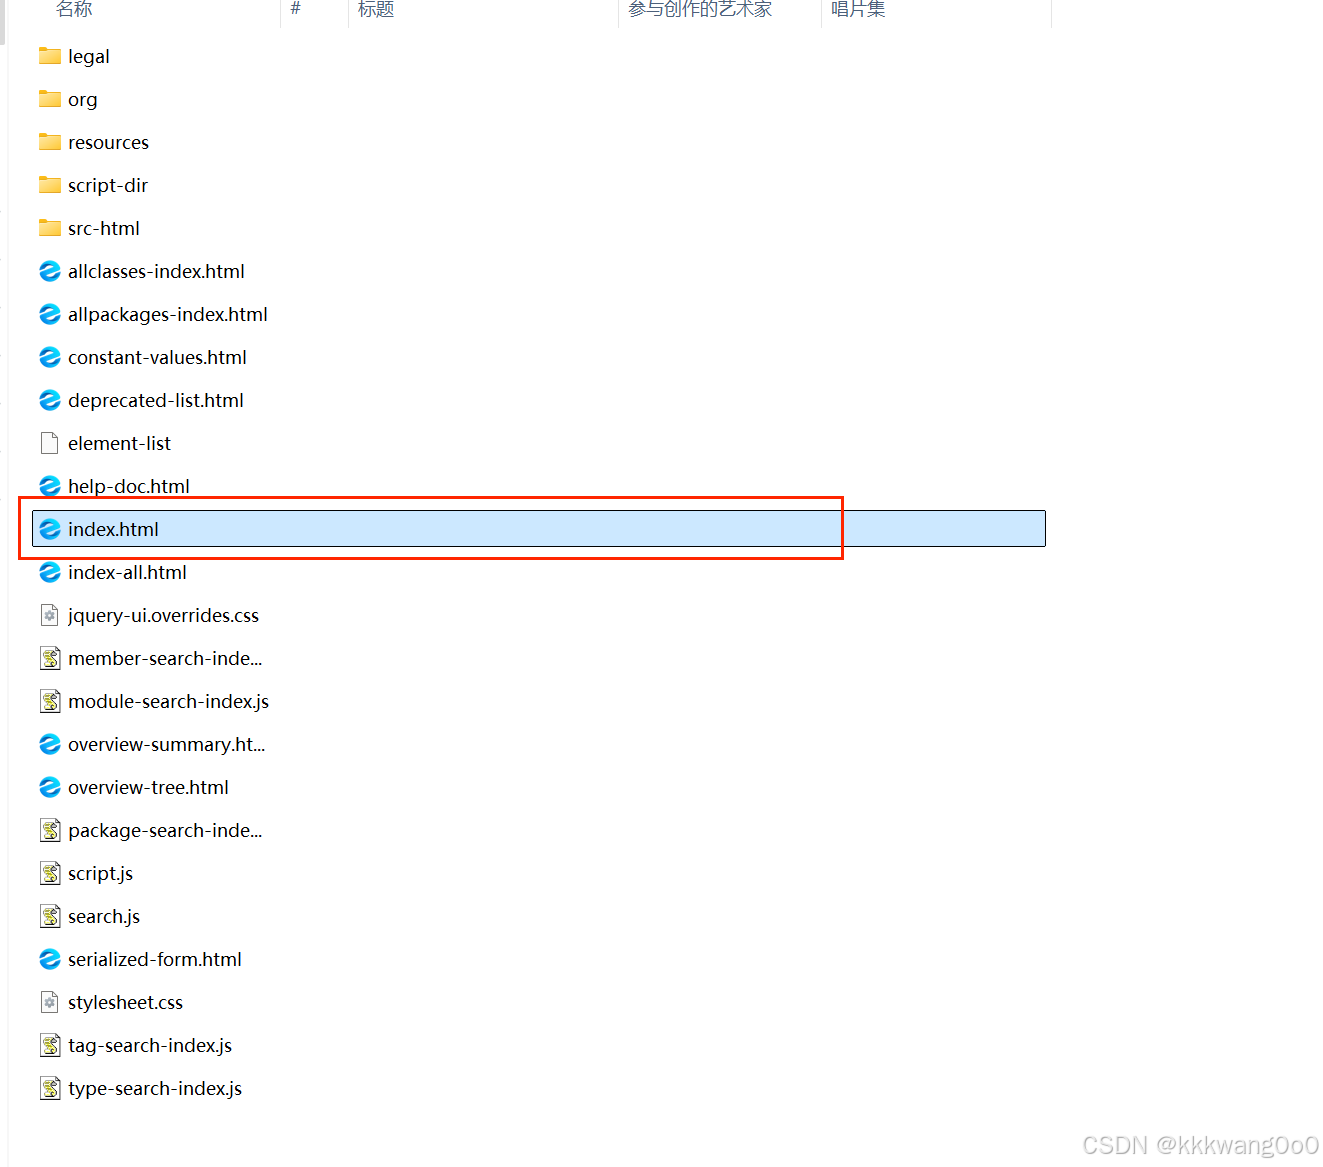 名称 # 标题 参与创作的艺术家 唱片集
legal
org
resources
script-dir
src-html
allclasses-index.html
allpackages-index.html
constant-values.html
deprecated-list.html
element-list
help-doc.html
index.html
index-all.html
jquery-ui.overrides.css
member-search-inde...
module-search-index.js
overview-summary.ht...
overview-tree.html
package-search-inde...
script.js
search.js
serialized-form.html
stylesheet.css
tag-search-index.js
type-search-index.js
CSDN @kkkwang0o0